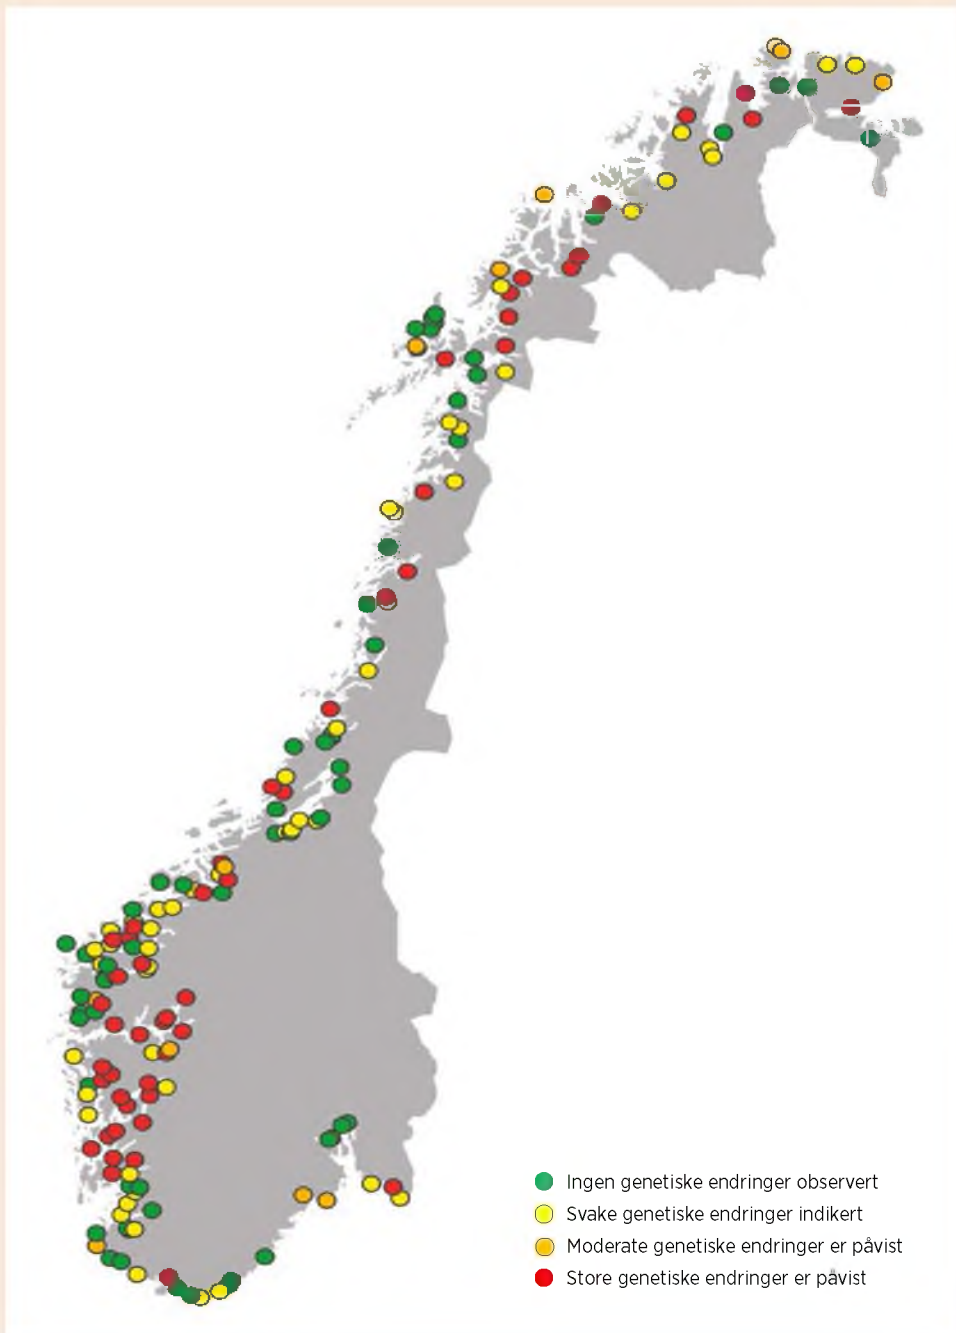 Ingen genetiske endringer observert
Svake genetiske endringer indikert
Moderate genetiske endringer er påvist
Store genetiske endringer er påvist